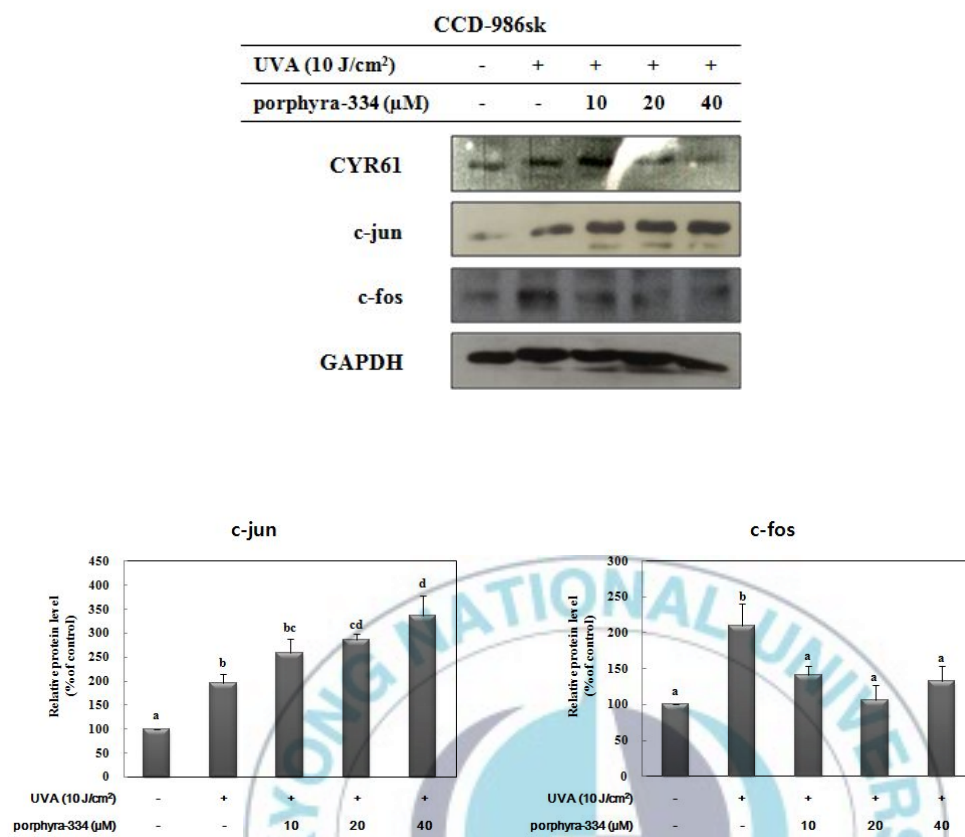 CCD-986sk
UVA (10 J/cm²) - + + + +
porphyra-334 (μM) - - 10 20 40
CYR61
c-jun
c-fos
GAPDH
c-jun
Relative protein level
(% of control)
450
400
350
300
250
200
150
100
50
0
a b bc cd d
UVA (10 J/cm²) - + + + +
porphyra-334 (μM) - - 10 20 40
c-fos
Relative protein level
(% of control)
300
250
200
150
100
50
0
a b a a a
UVA (10 J/cm²) - + + + +
porphyra-334 (μM) - - 10 20 40
YONG NATIONAL UNIVER